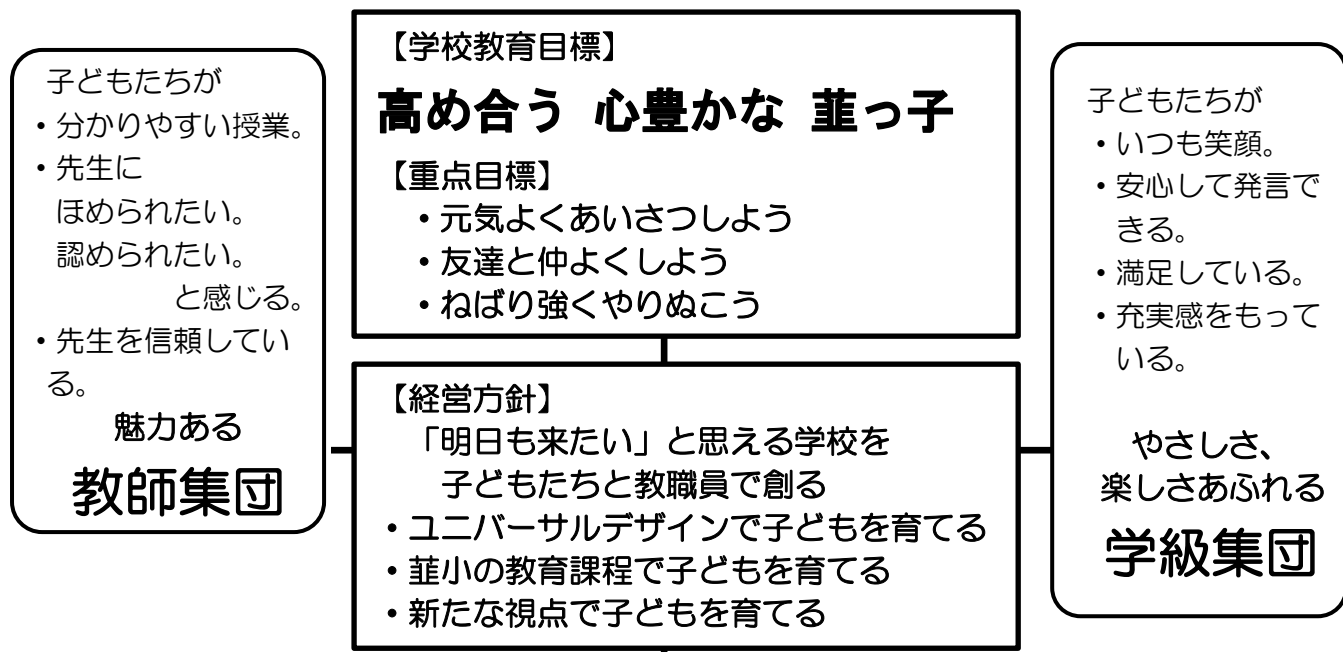 子どもたちが
・分かりやすい授業。
・先生に
ほめられたい。
認められたい。
と感じる。
・先生を信頼してい
る。
魅力ある
教師集団
【学校教育目標】
高め合う 心豊かな 韮っ子
【重点目標】
・元気よくあいさつしよう
・友達と仲よくしよう
・ねばり強くやりぬこう
【経営方針】
「明日も来たい」と思える学校を
子どもたちと教職員で創る
・ユニバーサルデザインで子どもを育てる
・韮小の教育課程で子どもを育てる
・新たな視点で子どもを育てる
子どもたちが
・いつも笑顔。
・安心して発言で
きる。
・満足している。
・充実感をもって
いる。
やさしさ、
楽しさあふれる
学級集団